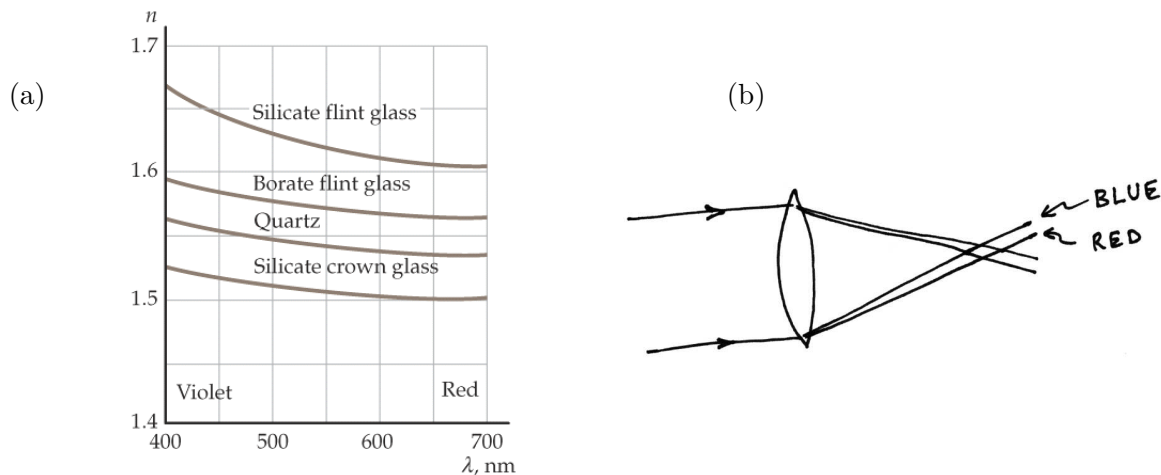 (a)
n
1.7
1.6
1.5
1.4
Silicate flint glass
Borate flint glass
Quartz
Silicate crown glass
Violet
Red
400
500
600
700
λ, nm
(b)
BLUE
RED